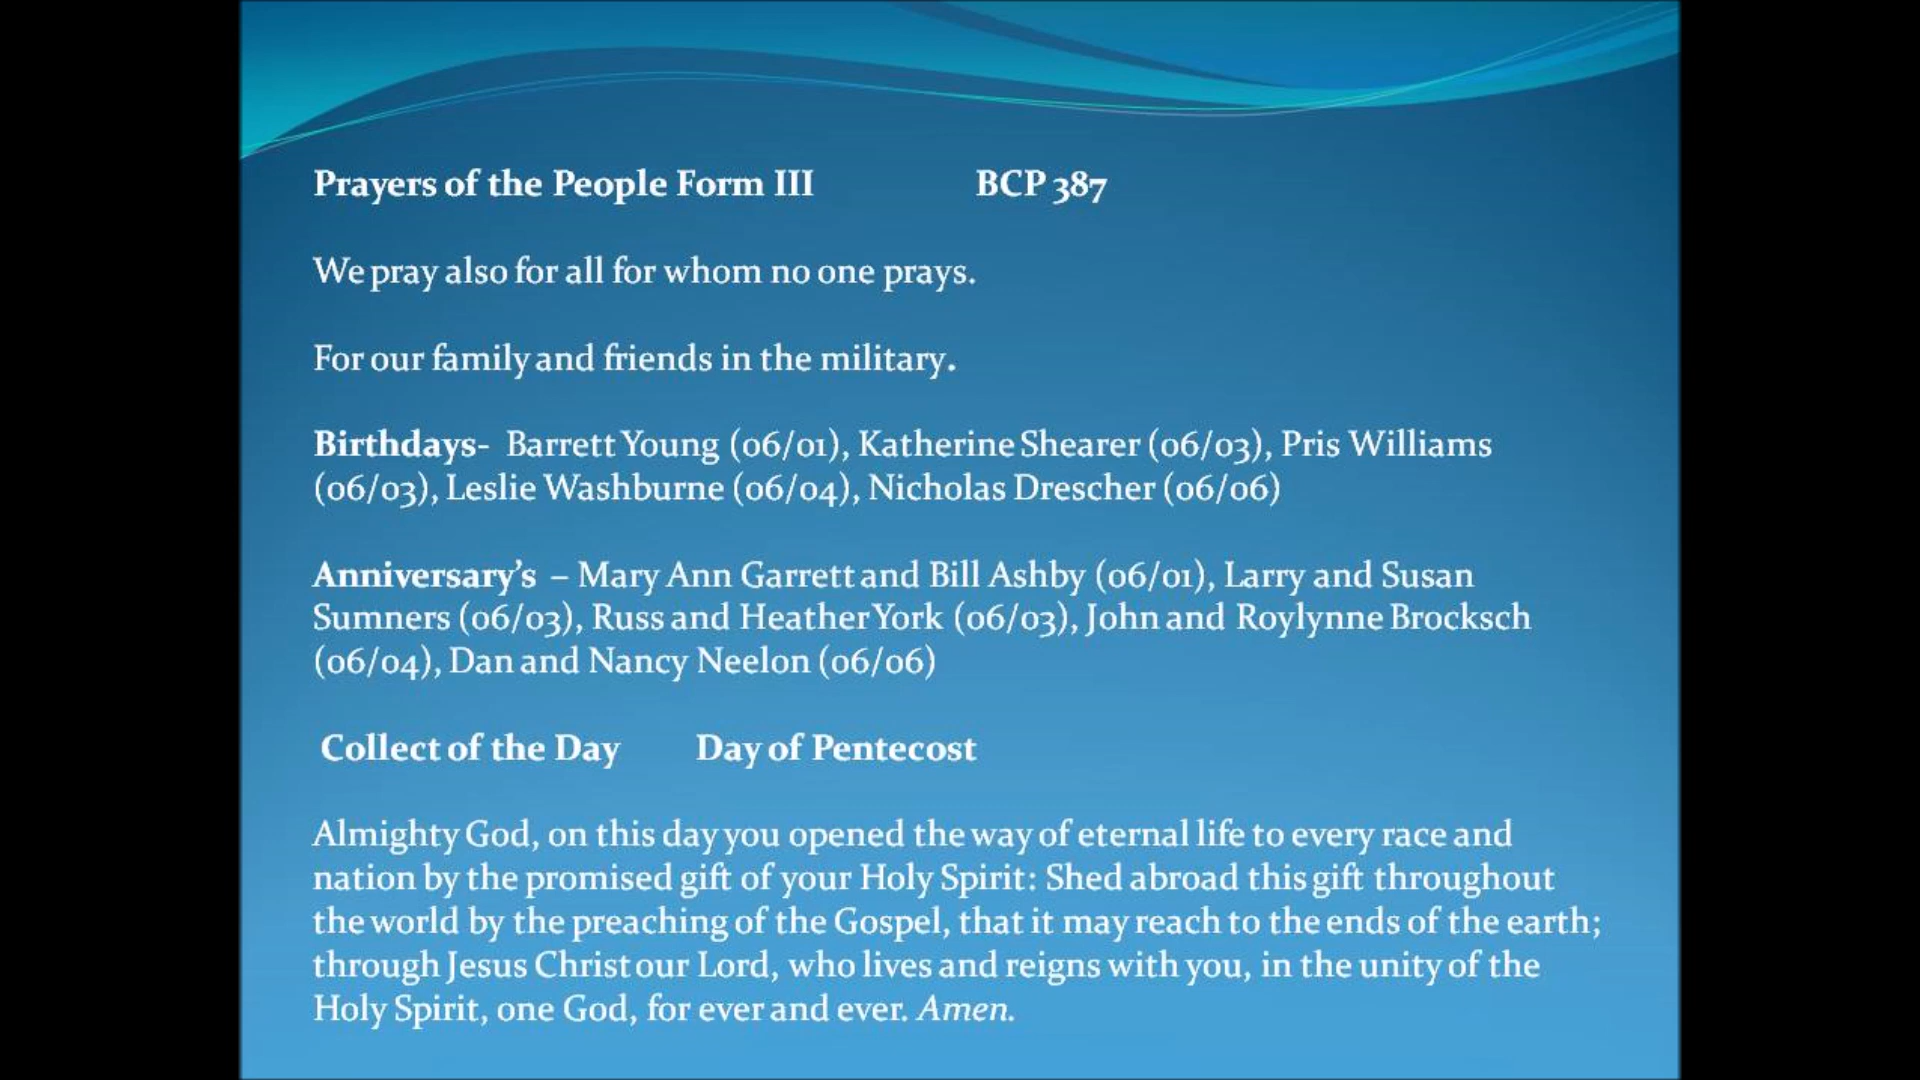 Prayers of the People Form III BCP 387
We pray also for all for whom no one prays.
For our family and friends in the military.
Birthdays- Barrett Young (06/01), Katherine Shearer (06/03), Pris Williams
(06/03), Leslie Washburne (06/04), Nicholas Drescher (06/06)
Anniversary’s – Mary Ann Garrett and Bill Ashby (06/01), Larry and Susan
Sumners (06/03), Russ and Heather York (06/03), John and Roylynne Brocksch
(06/04), Dan and Nancy Neelon (06/06)
Collect of the Day Day of Pentecost
Almighty God, on this day you opened the way of eternal life to every race and
nation by the promised gift of your Holy Spirit: Shed abroad this gift throughout
the world by the preaching of the Gospel, that it may reach to the ends of the earth;
through Jesus Christ our Lord, who lives and reigns with you, in the unity of the
Holy Spirit, one God, for ever and ever. Amen.